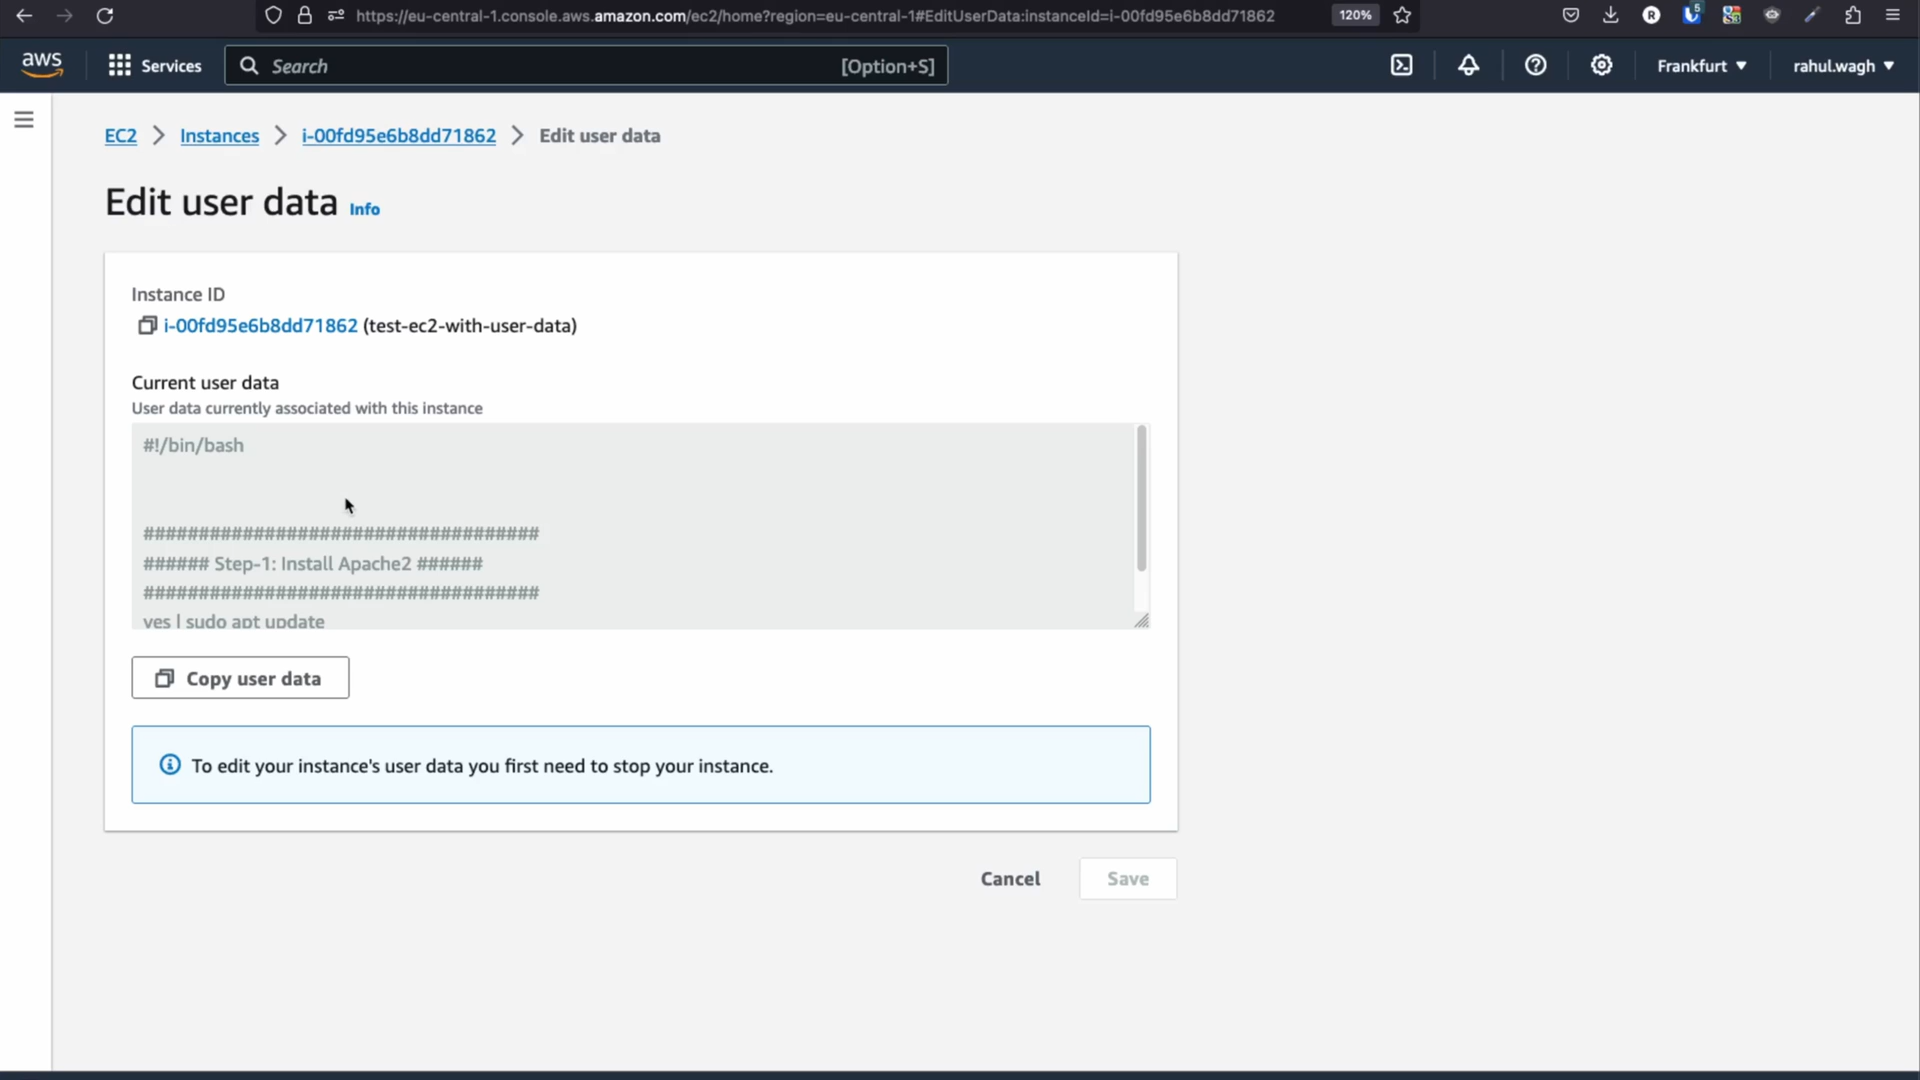 https://eu-central-1.console.aws.amazon.com/ec2/home?region=eu-central-1#EditUserData:instanceId=i-00fd95e6b8dd71862
120%
R
5
aws
Services
Search
[Option+S]
Frankfurt
rahul.wagh
EC2
Instances
i-00fd95e6b8dd71862
Edit user data
Edit user data Info
Instance ID
i-00fd95e6b8dd71862 (test-ec2-with-user-data)
Current user data
User data currently associated with this instance
#!/bin/bash
####################################
###### Step-1: Install Apache2 ######
####################################
yes | sudo apt update
Copy user data
To edit your instance's user data you first need to stop your instance.
Cancel
Save